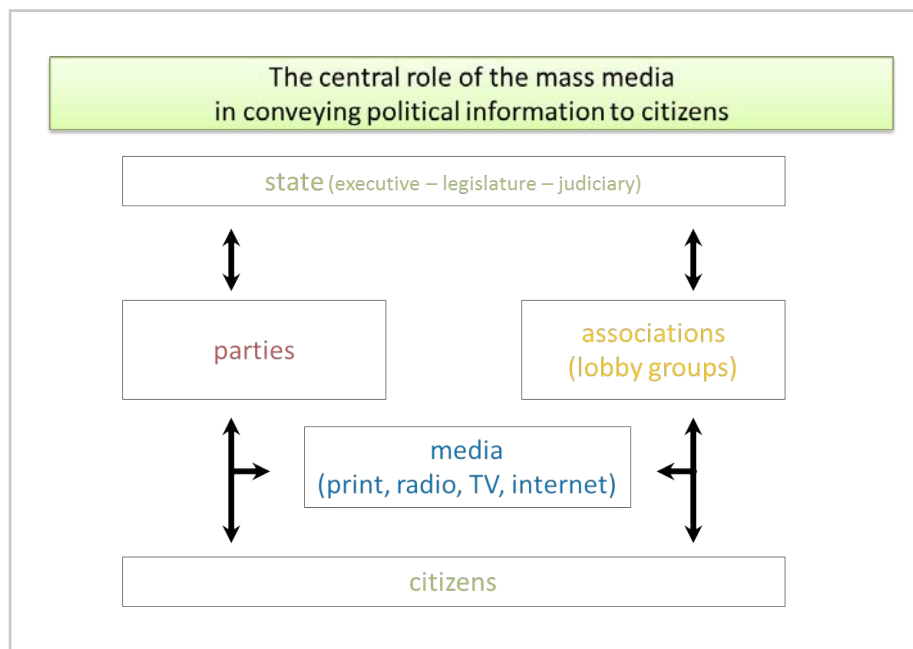 The central role of the mass media
in conveying political information to citizens
state (executive – legislature – judiciary)
parties
associations
(lobby groups)
media
(print, radio, TV, internet)
citizens